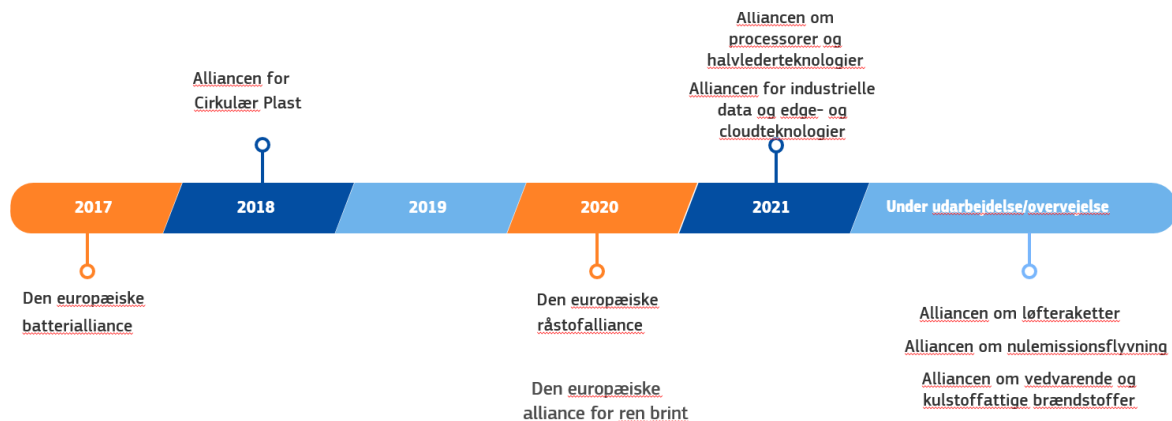 Alliancen om
processorer og
halvlederteknologier
Alliancen for industrielle
data og edge- og
cloudteknologier
Alliancen for
Cirkulær Plast
2017
2018
2019
2020
2021
Under udarbejdelse/overvejelse
Den europæiske
batterialliance
Den europæiske
råstofalliance
Den europæiske
alliance for ren brint
Alliancen om løfteraketter
Alliancen om nulemissionsflyvning
Alliancen om vedvarende og
kulstoffattige brændstoffer